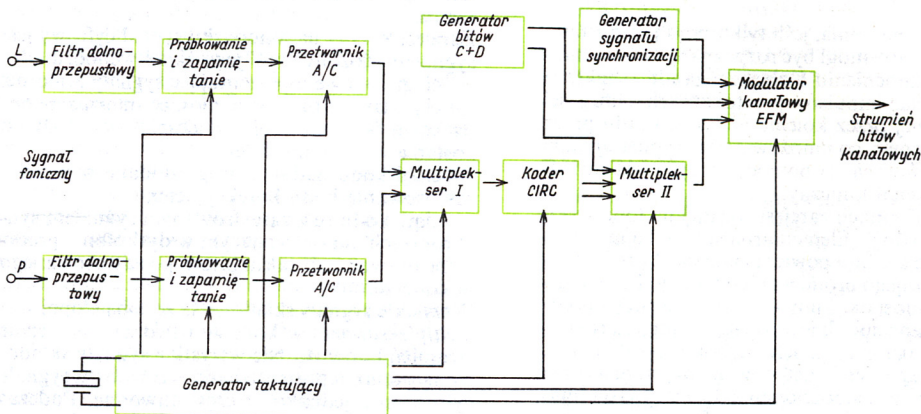 L
Filtr dolno-
przepustowy
Próbkowanie
i zapamię-
tanie
Przetwornik
A/C
Generator
bitów
C+D
Generator
sygnału
synchronizacji
Modulator
kanałowy
EFM
Strumień
bitów
kanałowych
Sygnał
foniczny
Multiplek-
ser I
Koder
CIRC
Multiplek-
ser II
P
Filtr dolno-
przepus-
towy
Próbkowanie
i zapamię-
tanie
Przetwornik
A/C
Generator taktujący